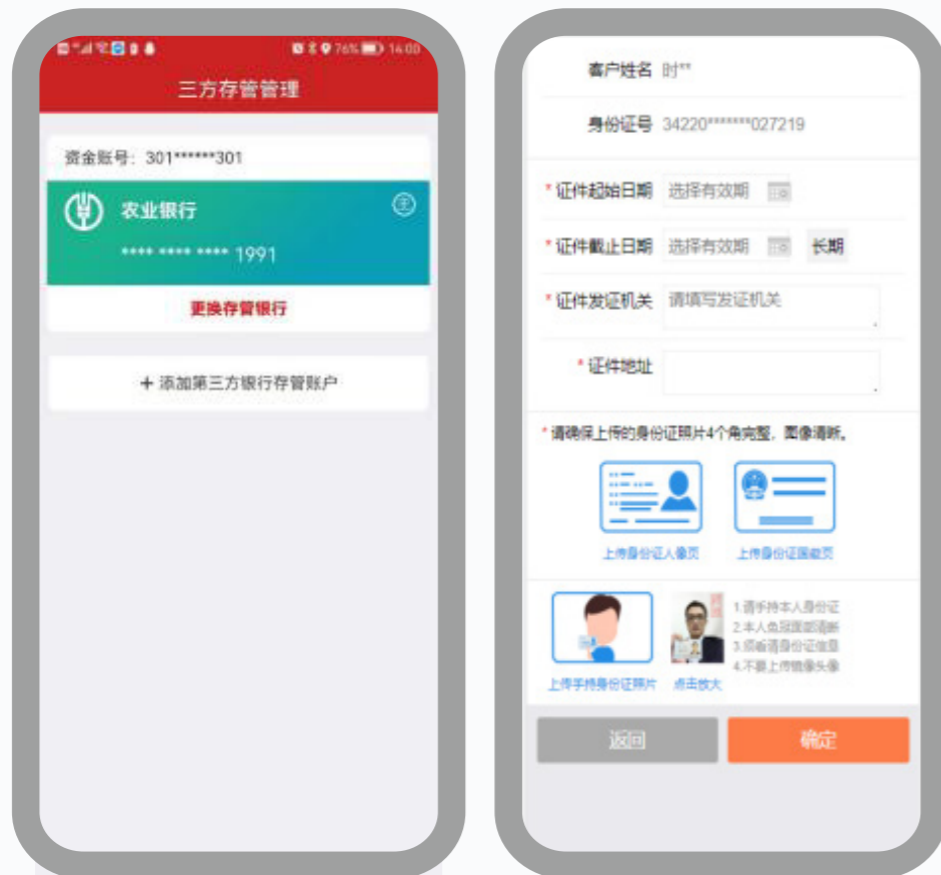 76% 14:00
三方存管管理
资金账号：301******301
农业银行
主
**** **** **** 1991
更换存管银行
+ 添加第三方银行存管账户
客户姓名 时**
身份证号 34220*******027219
* 证件起始日期 选择有效期
* 证件截止日期 选择有效期 长期
* 证件发证机关 请填写发证机关
* 证件地址
* 请确保上传的身份证照片4个角完整，图像清晰。
上传身份证人像页 上传身份证国徽页
1.请手持本人身份证
2.本人免冠面部清晰
3.须看清身份证信息
4.不要上传镜像头像
上传手持身份证照片 点击放大
返回 确定